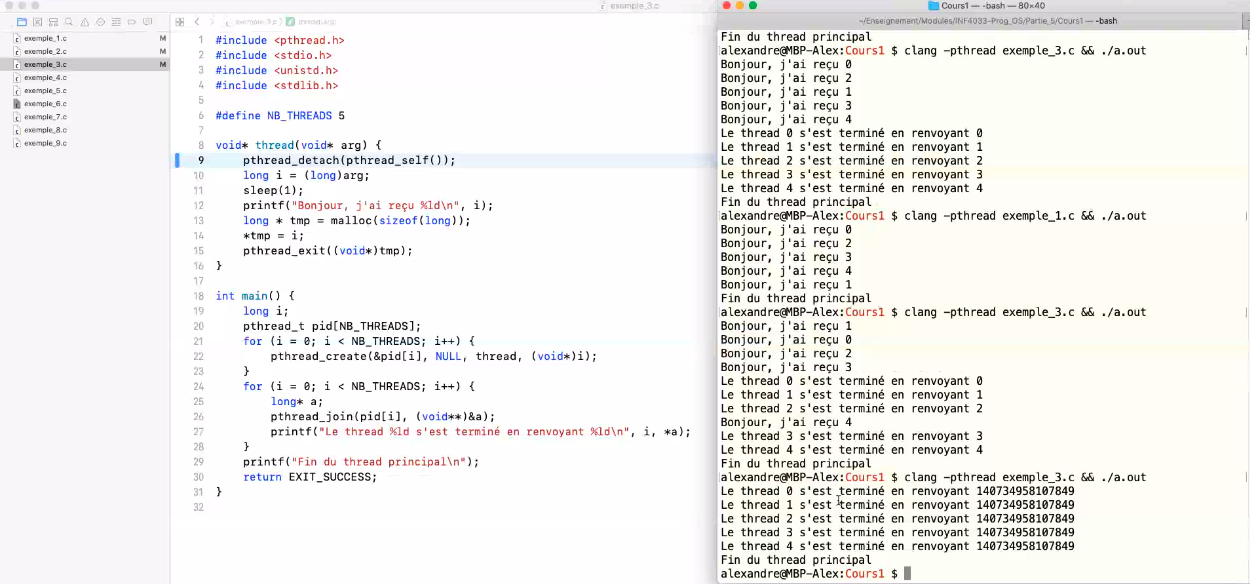 exemple_3.c
Cours1 — -bash — 80×40
~/Enseignement/Modules/INF4033-Prog_OS/Partie_5/Cours1 — -bash
exemple_3.c
thread(arg)
exemple_1.c M
exemple_2.c M
exemple_3.c M
exemple_4.c
exemple_5.c
exemple_6.c
exemple_7.c
exemple_8.c
exemple_9.c
1 #include <pthread.h>
2 #include <stdio.h>
3 #include <unistd.h>
4 #include <stdlib.h>
5
6 #define NB_THREADS 5
7
8 void* thread(void* arg) {
9 pthread_detach(pthread_self());
10 long i = (long)arg;
11 sleep(1);
12 printf("Bonjour, j'ai reçu %ld\n", i);
13 long * tmp = malloc(sizeof(long));
14 *tmp = i;
15 pthread_exit((void*)tmp);
16 }
17
18 int main() {
19 long i;
20 pthread_t pid[NB_THREADS];
21 for (i = 0; i < NB_THREADS; i++) {
22 pthread_create(&pid[i], NULL, thread, (void*)i);
23 }
24 for (i = 0; i < NB_THREADS; i++) {
25 long* a;
26 pthread_join(pid[i], (void**)&a);
27 printf("Le thread %ld s'est terminé en renvoyant %ld\n", i, *a);
28 }
29 printf("Fin du thread principal\n");
30 return EXIT_SUCCESS;
31 }
32
Fin du thread principal
alexandre@MBP-Alex:Cours1 $ clang -pthread exemple_3.c && ./a.out
Bonjour, j'ai reçu 0
Bonjour, j'ai reçu 2
Bonjour, j'ai reçu 1
Bonjour, j'ai reçu 3
Bonjour, j'ai reçu 4
Le thread 0 s'est terminé en renvoyant 0
Le thread 1 s'est terminé en renvoyant 1
Le thread 2 s'est terminé en renvoyant 2
Le thread 3 s'est terminé en renvoyant 3
Le thread 4 s'est terminé en renvoyant 4
Fin du thread principal
alexandre@MBP-Alex:Cours1 $ clang -pthread exemple_1.c && ./a.out
Bonjour, j'ai reçu 0
Bonjour, j'ai reçu 2
Bonjour, j'ai reçu 3
Bonjour, j'ai reçu 4
Bonjour, j'ai reçu 1
Fin du thread principal
alexandre@MBP-Alex:Cours1 $ clang -pthread exemple_3.c && ./a.out
Bonjour, j'ai reçu 1
Bonjour, j'ai reçu 0
Bonjour, j'ai reçu 2
Bonjour, j'ai reçu 3
Le thread 0 s'est terminé en renvoyant 0
Le thread 1 s'est terminé en renvoyant 1
Le thread 2 s'est terminé en renvoyant 2
Bonjour, j'ai reçu 4
Le thread 3 s'est terminé en renvoyant 3
Le thread 4 s'est terminé en renvoyant 4
Fin du thread principal
alexandre@MBP-Alex:Cours1 $ clang -pthread exemple_3.c && ./a.out
Le thread 0 s'est terminé en renvoyant 140734958107849
Le thread 1 s'est terminé en renvoyant 140734958107849
Le thread 2 s'est terminé en renvoyant 140734958107849
Le thread 3 s'est terminé en renvoyant 140734958107849
Le thread 4 s'est terminé en renvoyant 140734958107849
Fin du thread principal
alexandre@MBP-Alex:Cours1 $